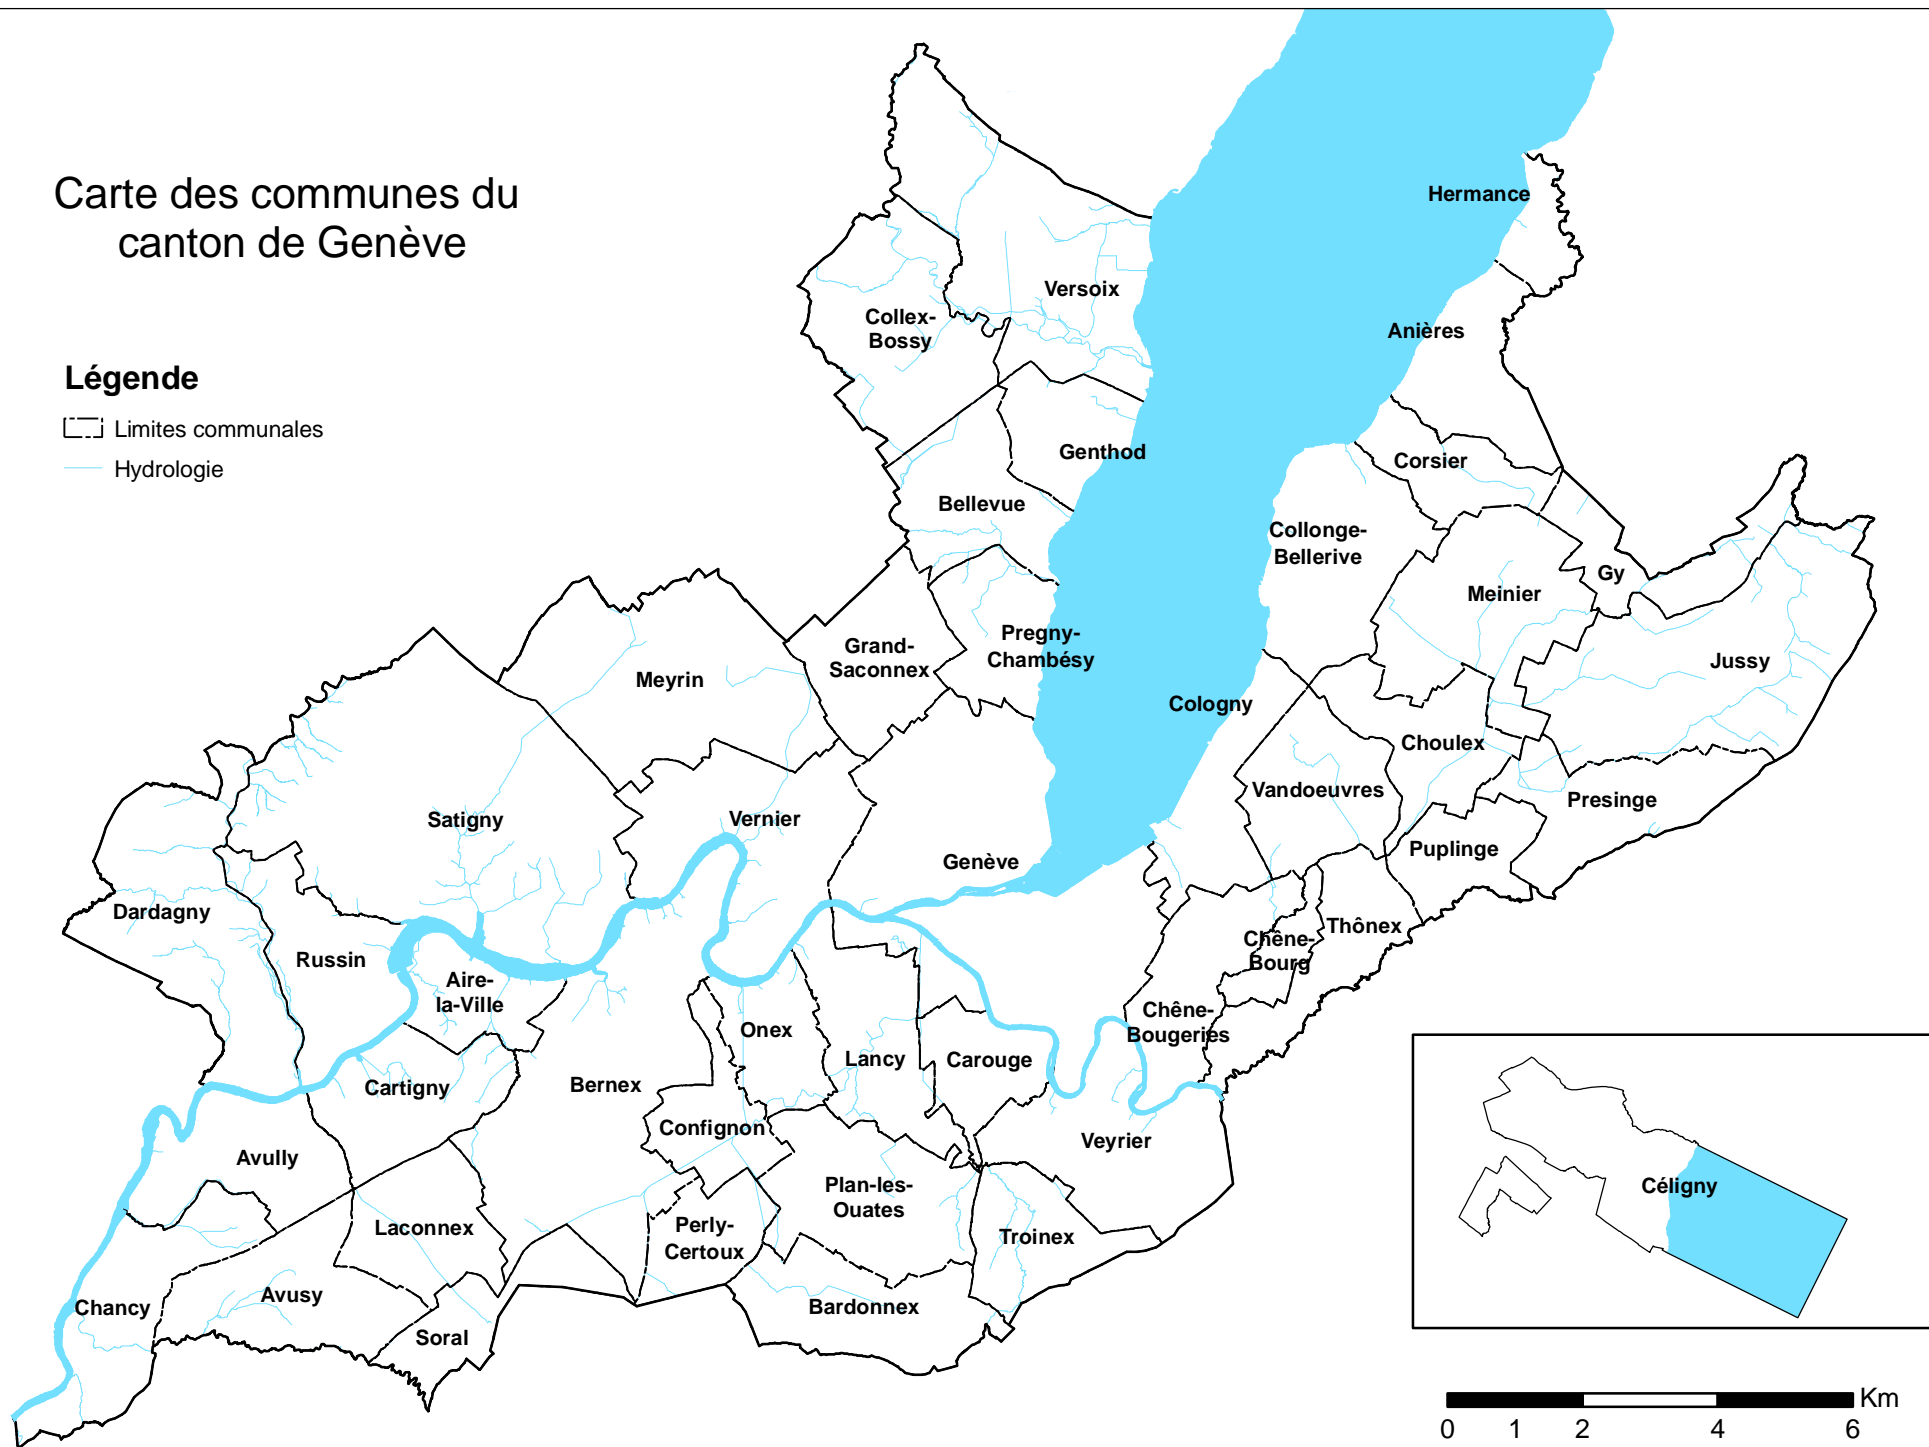 Carte des communes du
canton de Genève
Légende
Limites communales
Hydrologie
Hermance
Versoix
Collex-
Bossy
Anières
Genthod
Corsier
Bellevue
Collonge-
Bellerive
Gy
Meinier
Pregny-
Chambésy
Grand-
Saconnex
Jussy
Meyrin
Cologny
Choulex
Vandoeuvres
Presinge
Satigny
Vernier
Puplinge
Genève
Dardagny
Thônex
Chêne-
Bourg
Russin
Aire-
la-Ville
Chêne-
Bougeries
Onex
Lancy
Carouge
Bernex
Cartigny
Confignon
Veyrier
Avully
Plan-les-
Ouates
Céligny
Laconnex
Perly-
Certoux
Troinex
Avusy
Chancy
Bardonnex
Soral
Km
0 1 2 4 6